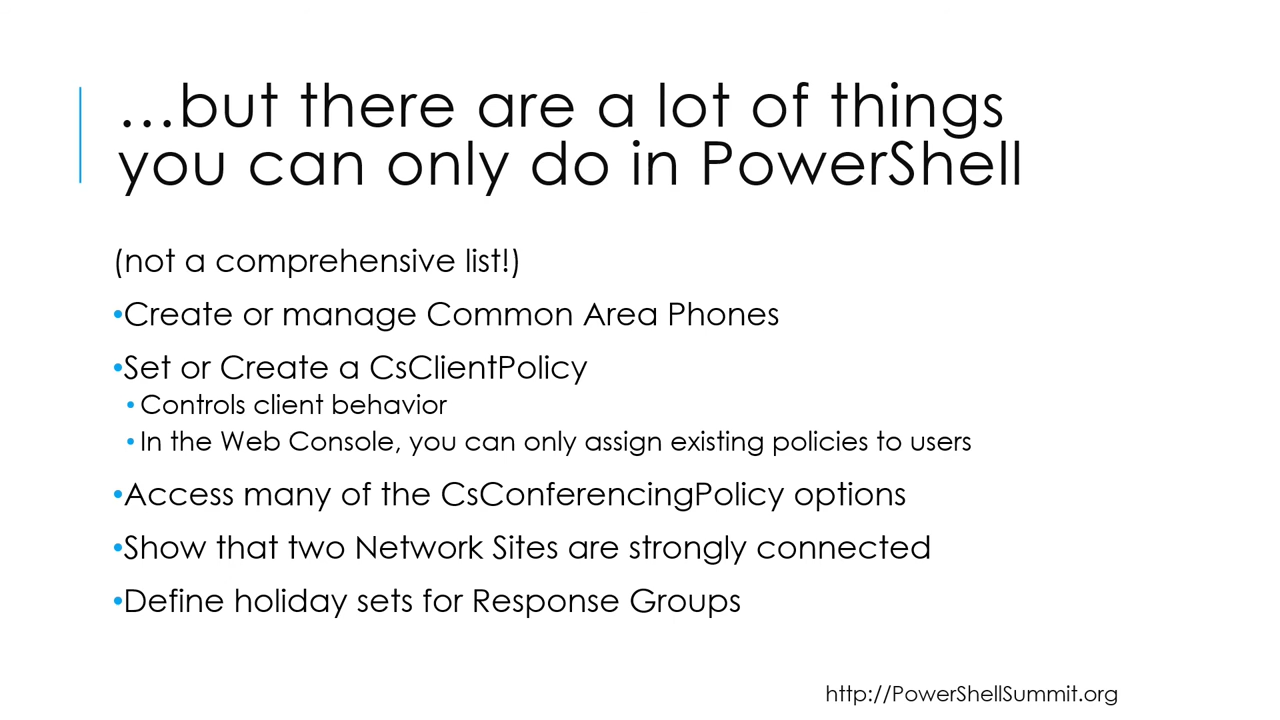 …but there are a lot of things
you can only do in PowerShell
(not a comprehensive list!)
•Create or manage Common Area Phones
•Set or Create a CsClientPolicy
•Controls client behavior
•In the Web Console, you can only assign existing policies to users
•Access many of the CsConferencingPolicy options
•Show that two Network Sites are strongly connected
•Define holiday sets for Response Groups
http://PowerShellSummit.org